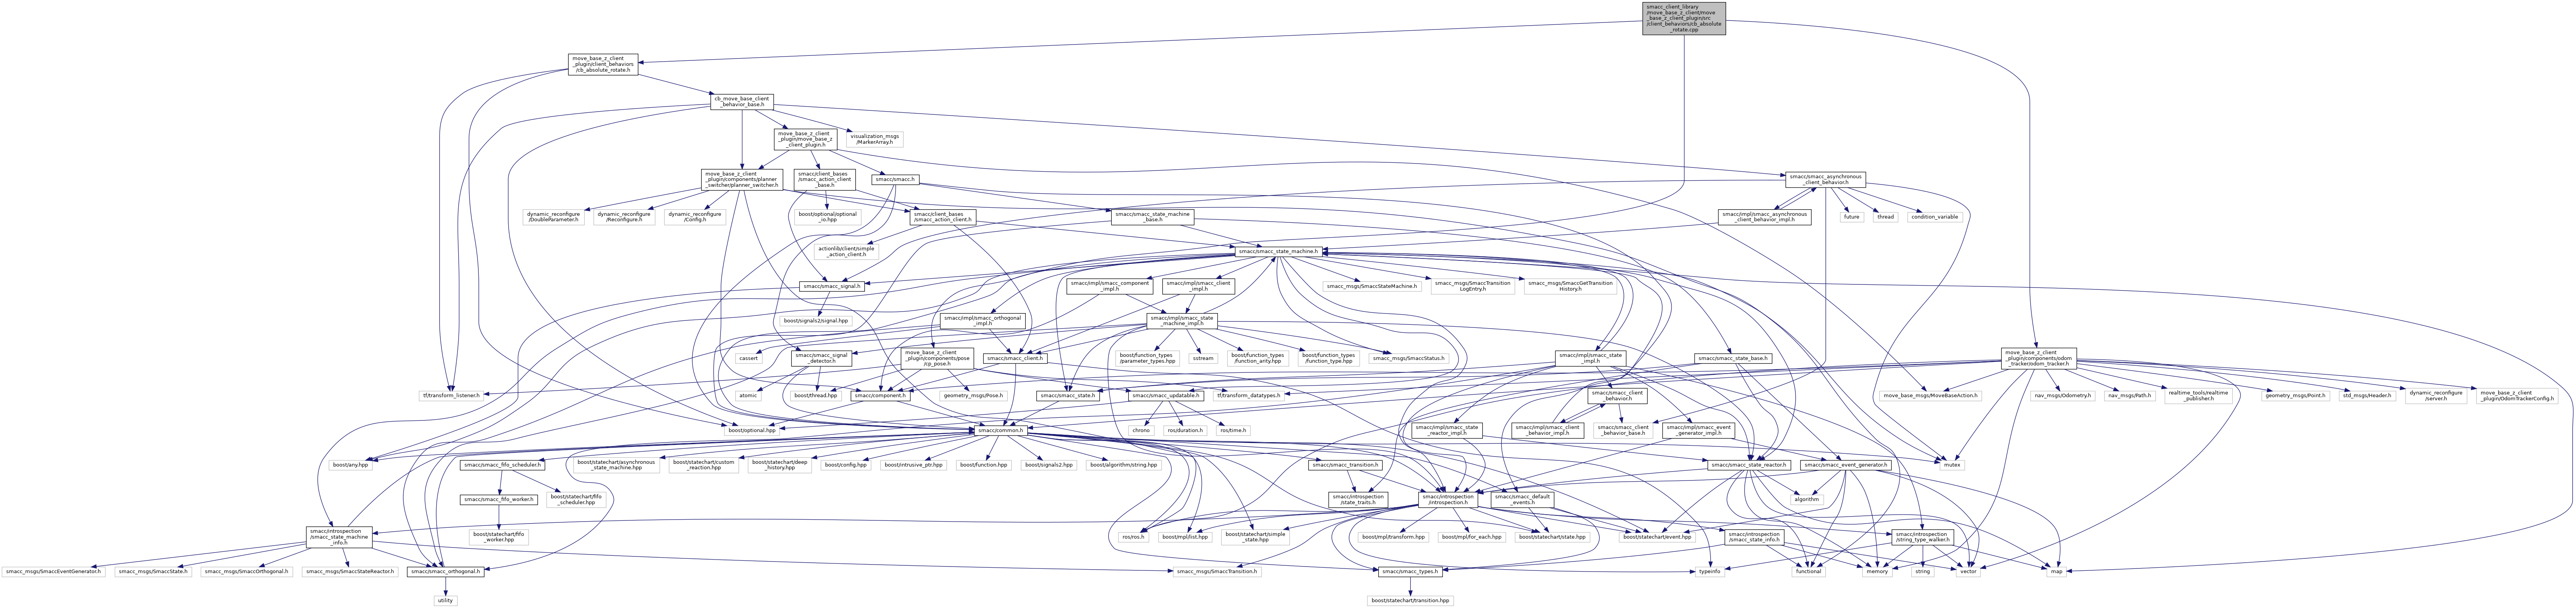 smacc_client_library
/move_base_z_client/move
_base_z_client_plugin/src
/client_behaviors/cb_absolute
_rotate.cpp
move_base_z_client
_plugin/client_behaviors
/cb_absolute_rotate.h
cb_move_base_client
_behavior_base.h
move_base_z_client
_plugin/move_base_z
_client_plugin.h
visualization_msgs
/MarkerArray.h
move_base_z_client
_plugin/components/planner
_switcher/planner_switcher.h
smacc/client_bases
/smacc_action_client
_base.h
smacc/smacc.h
smacc/smacc_asynchronous
_client_behavior.h
dynamic_reconfigure
/DoubleParameter.h
dynamic_reconfigure
/Reconfigure.h
dynamic_reconfigure
/Config.h
boost/optional/optional
_io.hpp
smacc/client_bases
/smacc_action_client.h
smacc/smacc_state_machine
_base.h
smacc/impl/smacc_asynchronous
_client_behavior_impl.h
future
thread
condition_variable
actionlib/client/simple
_action_client.h
smacc/smacc_state_machine.h
smacc/smacc_signal.h
smacc/impl/smacc_component
_impl.h
smacc/impl/smacc_client
_impl.h
smacc_msgs/SmaccStateMachine.h
smacc_msgs/SmaccTransition
LogEntry.h
smacc_msgs/SmaccGetTransition
History.h
boost/signals2/signal.hpp
smacc/impl/smacc_orthogonal
_impl.h
smacc/impl/smacc_state
_machine_impl.h
cassert
smacc/smacc_signal
_detector.h
move_base_z_client
_plugin/components/pose
/cp_pose.h
smacc/smacc_client.h
boost/function_types
/parameter_types.hpp
sstream
boost/function_types
/function_arity.hpp
boost/function_types
/function_type.hpp
smacc_msgs/SmaccStatus.h
smacc/impl/smacc_state
_impl.h
smacc/smacc_state_base.h
move_base_z_client
_plugin/components/odom
_tracker/odom_tracker.h
tf/transform_listener.h
atomic
boost/thread.hpp
smacc/component.h
geometry_msgs/Pose.h
smacc/smacc_state.h
smacc/smacc_updatable.h
tf/transform_datatypes.h
smacc/smacc_client
_behavior.h
move_base_msgs/MoveBaseAction.h
nav_msgs/Odometry.h
nav_msgs/Path.h
realtime_tools/realtime
_publisher.h
geometry_msgs/Point.h
std_msgs/Header.h
dynamic_reconfigure
/server.h
move_base_z_client
_plugin/OdomTrackerConfig.h
boost/optional.hpp
smacc/common.h
chrono
ros/duration.h
ros/time.h
smacc/impl/smacc_state
_reactor_impl.h
smacc/impl/smacc_client
_behavior_impl.h
smacc/smacc_client
_behavior_base.h
smacc/impl/smacc_event
_generator_impl.h
boost/any.hpp
smacc/smacc_fifo_scheduler.h
boost/statechart/asynchronous
_state_machine.hpp
boost/statechart/custom
_reaction.hpp
boost/statechart/deep
_history.hpp
boost/config.hpp
boost/intrusive_ptr.hpp
boost/function.hpp
boost/signals2.hpp
boost/algorithm/string.hpp
smacc/smacc_transition.h
smacc/smacc_state_reactor.h
smacc/smacc_event_generator.h
mutex
smacc/smacc_fifo_worker.h
boost/statechart/fifo
_scheduler.hpp
smacc/introspection
/state_traits.h
smacc/introspection
/introspection.h
smacc/smacc_default
_events.h
algorithm
smacc/introspection
/smacc_state_machine
_info.h
boost/statechart/fifo
_worker.hpp
ros/ros.h
boost/mpl/list.hpp
boost/statechart/simple
_state.hpp
boost/mpl/transform.hpp
boost/mpl/for_each.hpp
boost/statechart/state.hpp
boost/statechart/event.hpp
smacc/introspection
/smacc_state_info.h
smacc/introspection
/string_type_walker.h
smacc_msgs/SmaccEventGenerator.h
smacc_msgs/SmaccState.h
smacc_msgs/SmaccOrthogonal.h
smacc_msgs/SmaccStateReactor.h
smacc/smacc_orthogonal.h
smacc_msgs/SmaccTransition.h
smacc/smacc_types.h
typeinfo
functional
memory
string
vector
map
utility
boost/statechart/transition.hpp